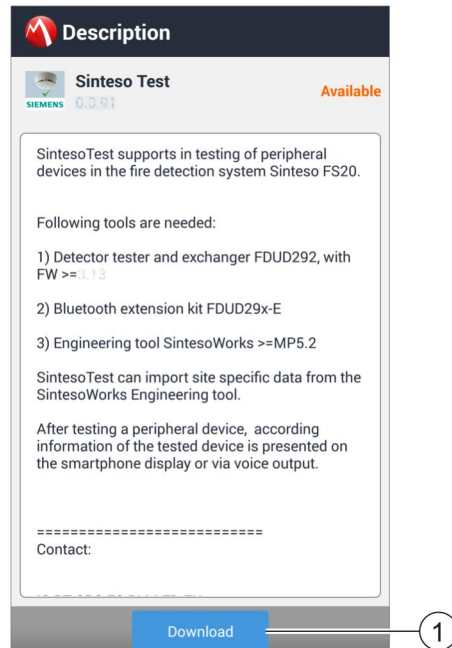 Description
Sinteso Test
SIEMENS
Available
SintesoTest supports in testing of peripheral
devices in the fire detection system Sinteso FS20.
Following tools are needed:
1) Detector tester and exchanger FDUD292, with
FW >=3.13
2) Bluetooth extension kit FDUD29x-E
3) Engineering tool SintesoWorks >=MP5.2
SintesoTest can import site specific data from the
SintesoWorks Engineering tool.
After testing a peripheral device, according
information of the tested device is presented on
the smartphone display or via voice output.
===========================
Contact:
Download
1